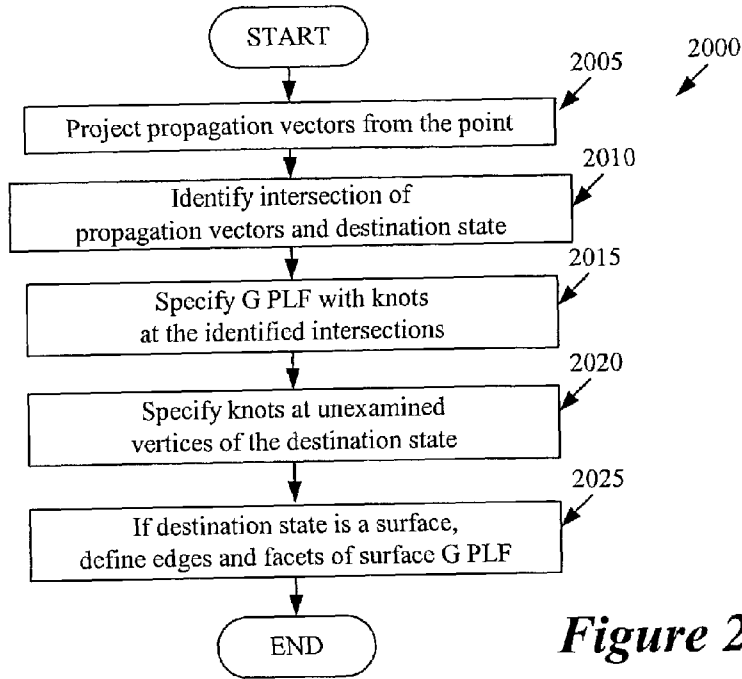 START
2000
2005
Project propagation vectors from the point
2010
Identify intersection of
propagation vectors and destination state
2015
Specify G PLF with knots
at the identified intersections
2020
Specify knots at unexamined
vertices of the destination state
2025
If destination state is a surface,
define edges and facets of surface G PLF
END
Figure 2